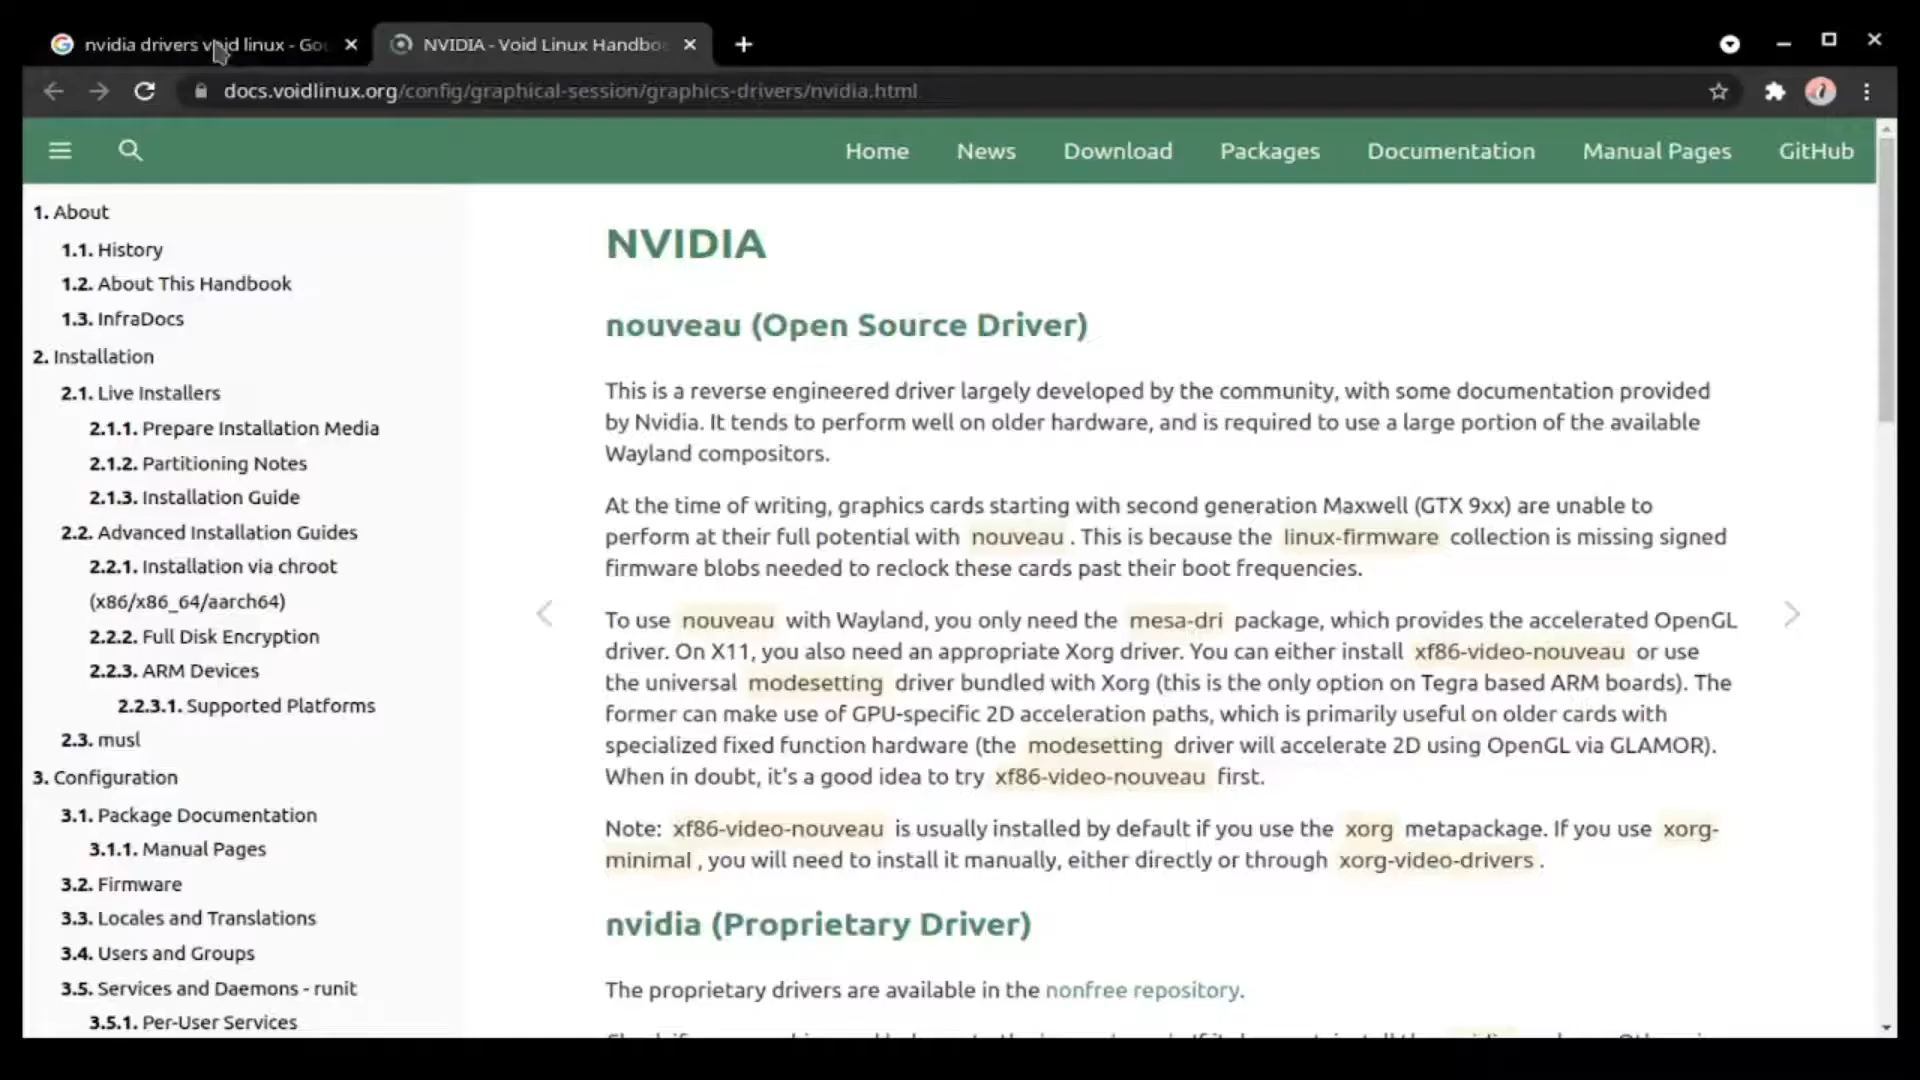 nvidia drivers void linux - Go
NVIDIA - Void Linux Handbo
docs.voidlinux.org/config/graphical-session/graphics-drivers/nvidia.html
Home News Download Packages Documentation Manual Pages GitHub
1. About
1.1. History
1.2. About This Handbook
1.3. InfraDocs
2. Installation
2.1. Live Installers
2.1.1. Prepare Installation Media
2.1.2. Partitioning Notes
2.1.3. Installation Guide
2.2. Advanced Installation Guides
2.2.1. Installation via chroot
(x86/x86_64/aarch64)
2.2.2. Full Disk Encryption
2.2.3. ARM Devices
2.2.3.1. Supported Platforms
2.3. musl
3. Configuration
3.1. Package Documentation
3.1.1. Manual Pages
3.2. Firmware
3.3. Locales and Translations
3.4. Users and Groups
3.5. Services and Daemons - runit
3.5.1. Per-User Services
NVIDIA
nouveau (Open Source Driver)
This is a reverse engineered driver largely developed by the community, with some documentation provided
by Nvidia. It tends to perform well on older hardware, and is required to use a large portion of the available
Wayland compositors.
At the time of writing, graphics cards starting with second generation Maxwell (GTX 9xx) are unable to
perform at their full potential with nouveau . This is because the linux-firmware collection is missing signed
firmware blobs needed to reclock these cards past their boot frequencies.
To use nouveau with Wayland, you only need the mesa-dri package, which provides the accelerated OpenGL
driver. On X11, you also need an appropriate Xorg driver. You can either install xf86-video-nouveau or use
the universal modesetting driver bundled with Xorg (this is the only option on Tegra based ARM boards). The
former can make use of GPU-specific 2D acceleration paths, which is primarily useful on older cards with
specialized fixed function hardware (the modesetting driver will accelerate 2D using OpenGL via GLAMOR).
When in doubt, it's a good idea to try xf86-video-nouveau first.
Note: xf86-video-nouveau is usually installed by default if you use the xorg metapackage. If you use xorg-
minimal , you will need to install it manually, either directly or through xorg-video-drivers .
nvidia (Proprietary Driver)
The proprietary drivers are available in the nonfree repository.